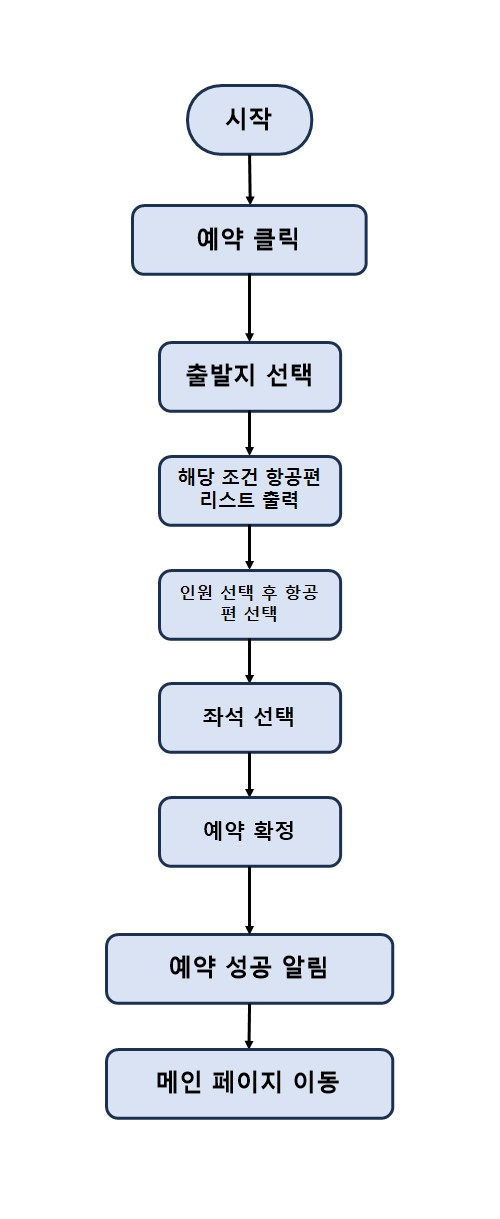 시작
예약 클릭
출발지 선택
해당 조건 항공편
리스트 출력
인원 선택 후 항공
편 선택
좌석 선택
예약 확정
예약 성공 알림
메인 페이지 이동